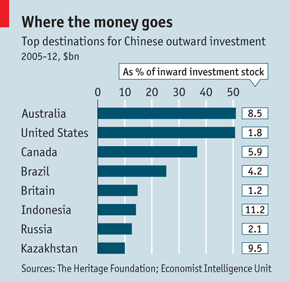 Where the money goes
Top destinations for Chinese outward investment
2005-12, $bn
As % of inward investment stock
0 10 20 30 40 50
Australia 8.5
United States 1.8
Canada 5.9
Brazil 4.2
Britain 1.2
Indonesia 11.2
Russia 2.1
Kazakhstan 9.5
Sources: The Heritage Foundation; Economist Intelligence Unit